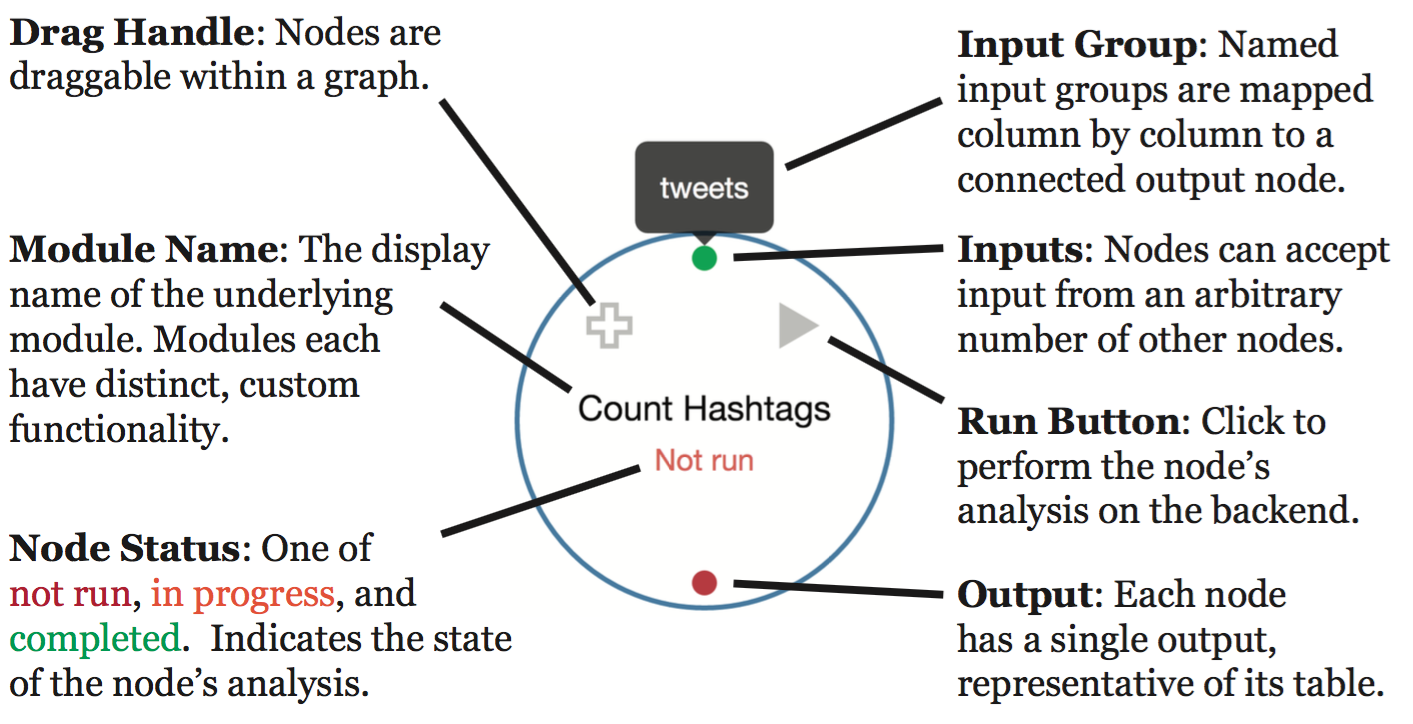 Drag Handle: Nodes are
draggable within a graph.
Module Name: The display
name of the underlying
module. Modules each
have distinct, custom
functionality.
Node Status: One of
not run, in progress, and
completed.  Indicates the state
of the node’s analysis.
tweets
Count Hashtags
Not run
Input Group: Named
input groups are mapped
column by column to a
connected output node.
Inputs: Nodes can accept
input from an arbitrary
number of other nodes.
Run Button: Click to
perform the node’s
analysis on the backend.
Output: Each node
has a single output,
representative of its table.